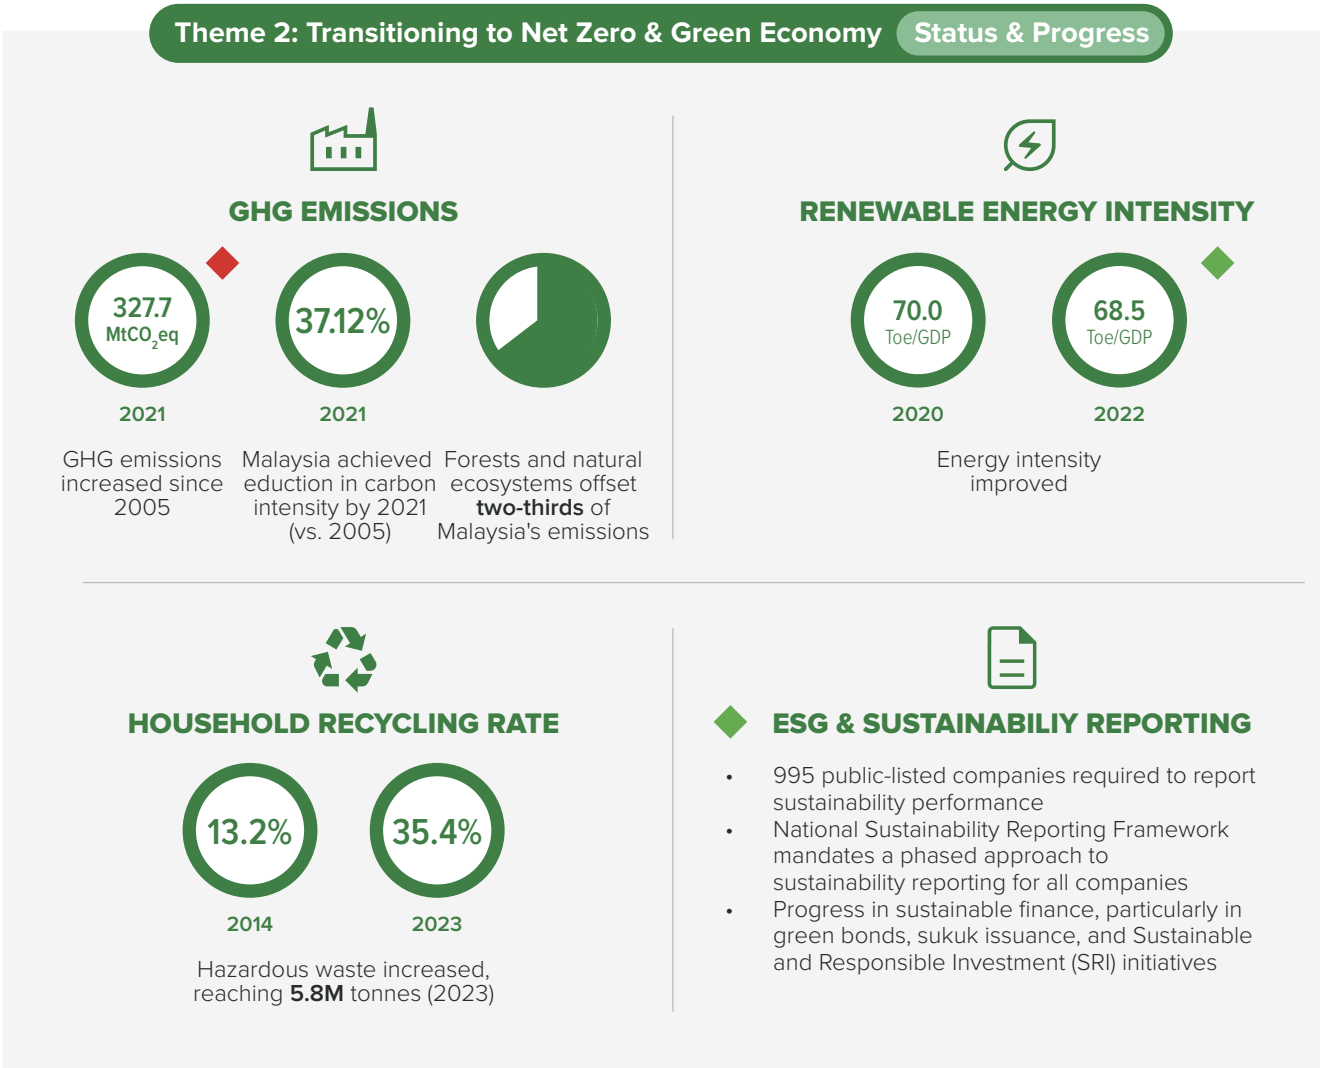 Theme 2: Transitioning to Net Zero & Green Economy Status & Progress
GHG EMISSIONS
327.7
MtCO2eq
2021
GHG emissions
increased since
2005
37.12%
2021
Malaysia achieved
eduction in carbon
intensity by 2021
(vs. 2005)
Forests and natural
ecosystems offset
two-thirds of
Malaysia's emissions
RENEWABLE ENERGY INTENSITY
70.0
Toe/GDP
2020
68.5
Toe/GDP
2022
Energy intensity
improved
HOUSEHOLD RECYCLING RATE
13.2%
2014
35.4%
2023
Hazardous waste increased,
reaching 5.8M tonnes (2023)
ESG & SUSTAINABILIY REPORTING
• 995 public-listed companies required to report
sustainability performance
• National Sustainability Reporting Framework
mandates a phased approach to
sustainability reporting for all companies
• Progress in sustainable finance, particularly in
green bonds, sukuk issuance, and Sustainable
and Responsible Investment (SRI) initiatives